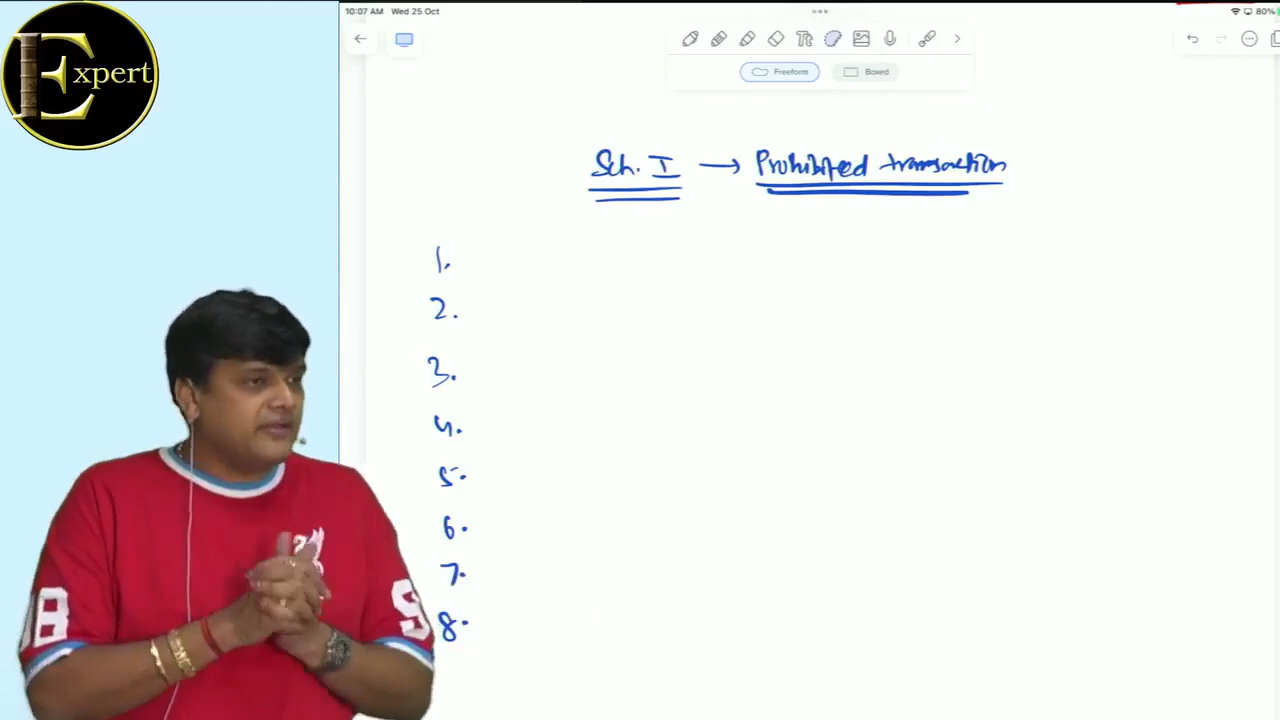 Expert
10:07 AM Wed 25 Oct
80%
Freeform
Boxed
Sch. I → Prohibited transaction
1.
2.
3.
4.
5.
6.
7.
8.